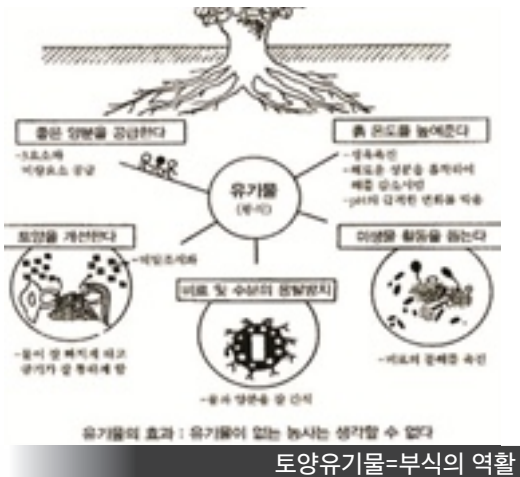 좋은 양분을 공급한다
-3요소와
미량요소 공급
흙 온도를 높여준다
-생육촉진
-해로운 성분을 흡착하여
해를 감소시킴
-pH의 급격한 변화를 막음
유기물
(부식)
토양을 개선한다
-떼알조직화
-물이 잘 빠지게 하고
공기가 잘 통하게 함
비료 및 수분의 용탈방지
-물과 양분을 잘 간직
미생물 활동을 돕는다
-비료의 분해를 촉진
유기물의 효과 : 유기물이 없는 농사는 생각할 수 없다
토양유기물=부식의 역활